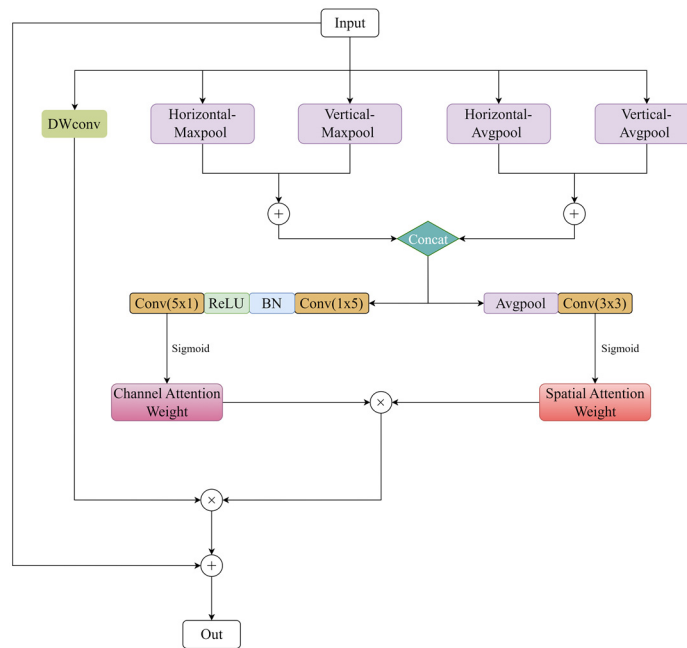 Input
DWconv
Horizontal-
Maxpool
Vertical-
Maxpool
Horizontal-
Avgpool
Vertical-
Avgpool
+
+
Concat
Conv(5x1) ReLU BN Conv(1x5)
Avgpool Conv(3x3)
Sigmoid
Sigmoid
Channel Attention
Weight
×
Spatial Attention
Weight
×
+
Out